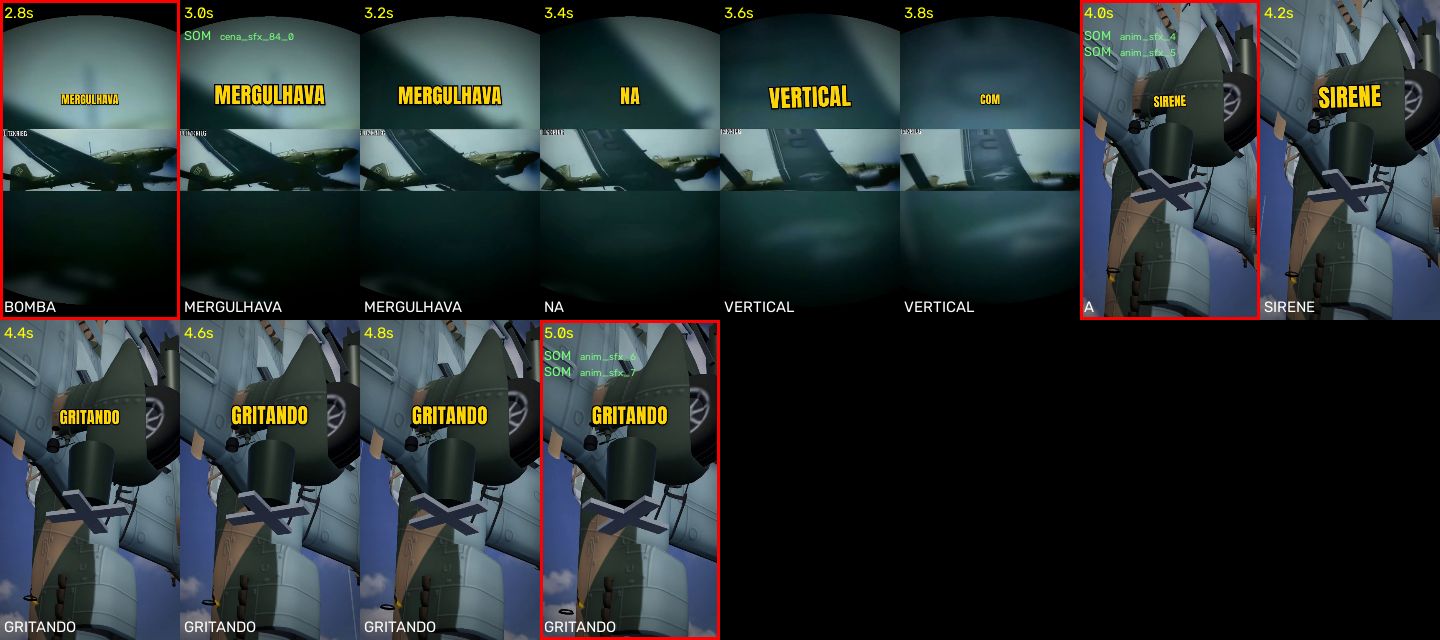 2.8s
MERGULHAVA
BOMBA
3.0s
SOM cena_sfx_84_0
MERGULHAVA
MERGULHAVA
3.2s
MERGULHAVA
MERGULHAVA
3.4s
NA
NA
3.6s
VERTICAL
VERTICAL
3.8s
COM
VERTICAL
4.0s
SOM anim_sfx_4
SOM anim_sfx_5
SIRENE
A
4.2s
SIRENE
SIRENE
4.4s
GRITANDO
GRITANDO
4.6s
GRITANDO
GRITANDO
4.8s
GRITANDO
GRITANDO
5.0s
SOM anim_sfx_6
SOM anim_sfx_7
GRITANDO
GRITANDO